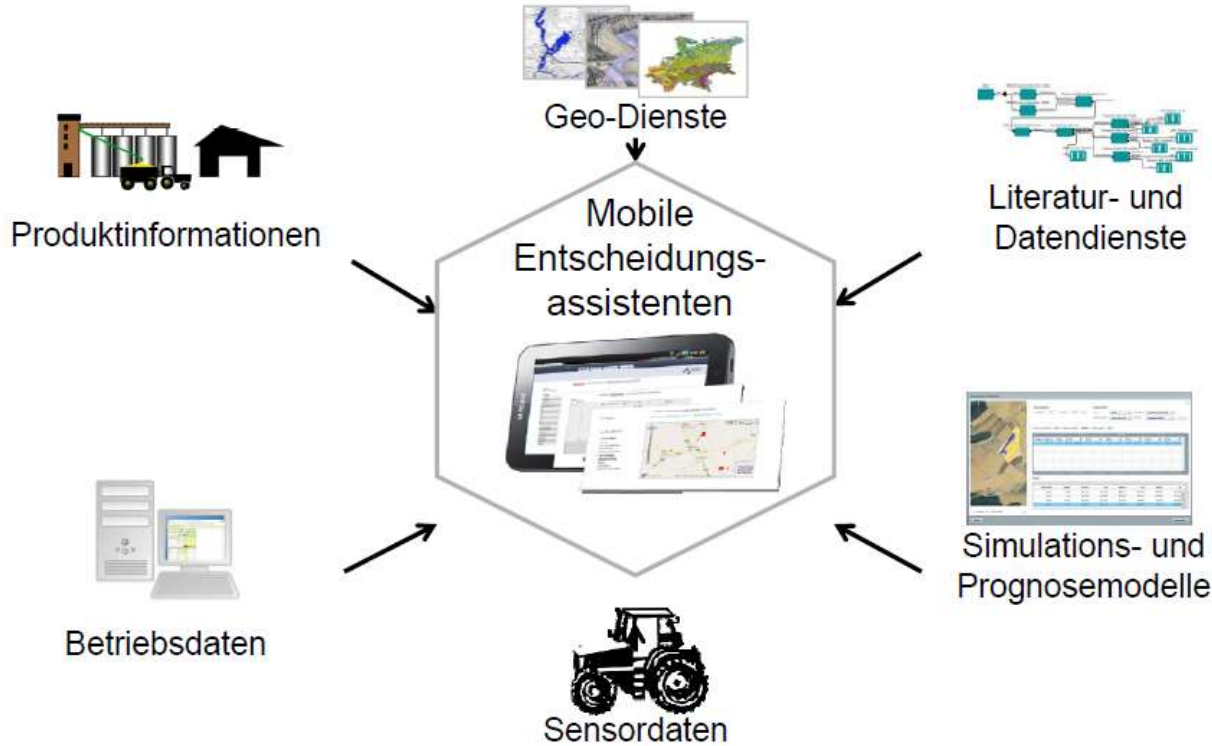 Geo-Dienste
Produktinformationen
Literatur- und
Datendienste
Mobile
Entscheidungs-
assistenten
Betriebsdaten
Simulations- und
Prognosemodelle
Sensordaten